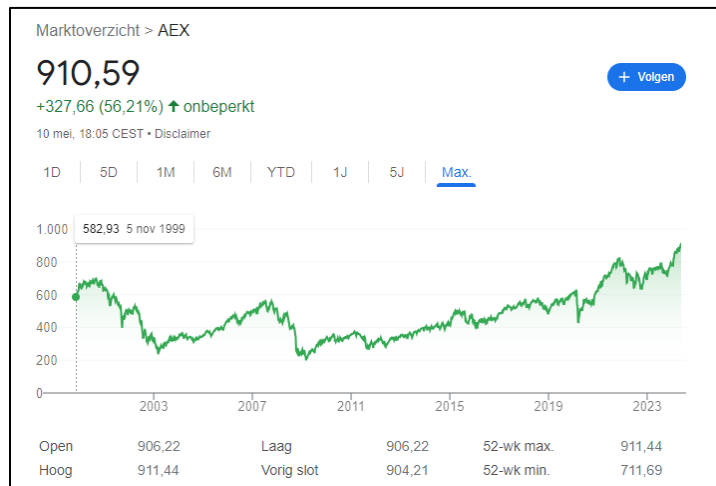 Marktoverzicht > AEX
910,59
+ Volgen
+327,66 (56,21%) ↑ onbeperkt
10 mei, 18:05 CEST • Disclaimer
1D 5D 1M 6M YTD 1J 5J Max.
1.000 582,93 5 nov 1999
800
600
400
200
0
2003 2007 2011 2015 2019 2023
Open 906,22 Laag 906,22 52-wk max. 911,44
Hoog 911,44 Vorig slot 904,21 52-wk min. 711,69